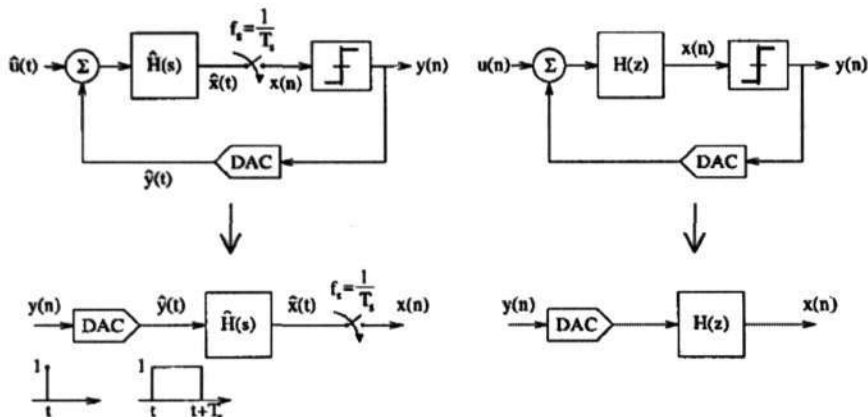 f_s = 1/T_s
û(t) Σ Ĥ(s) x̂(t) x(n) y(n)
DAC
ŷ(t)
u(n) Σ H(z) x(n) y(n)
DAC
y(n) DAC ŷ(t) Ĥ(s) x̂(t) f_s = 1/T_s x(n)
1 t
1 t t+T_s
y(n) DAC H(z) x(n)